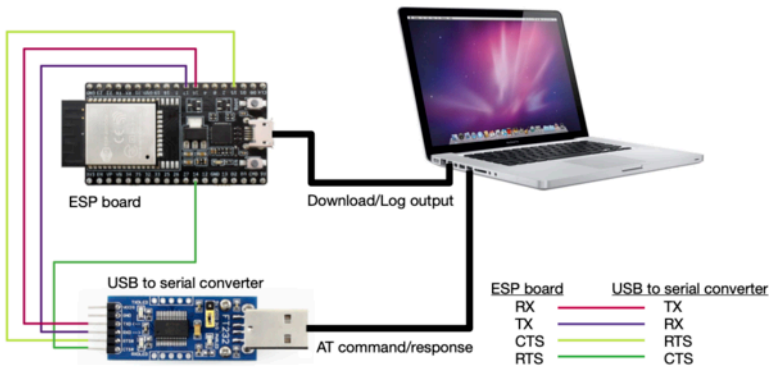 ESP board
Download/Log output
USB to serial converter
FT232
AT command/response
ESP board USB to serial converter
RX TX
TX RX
CTS RTS
RTS CTS